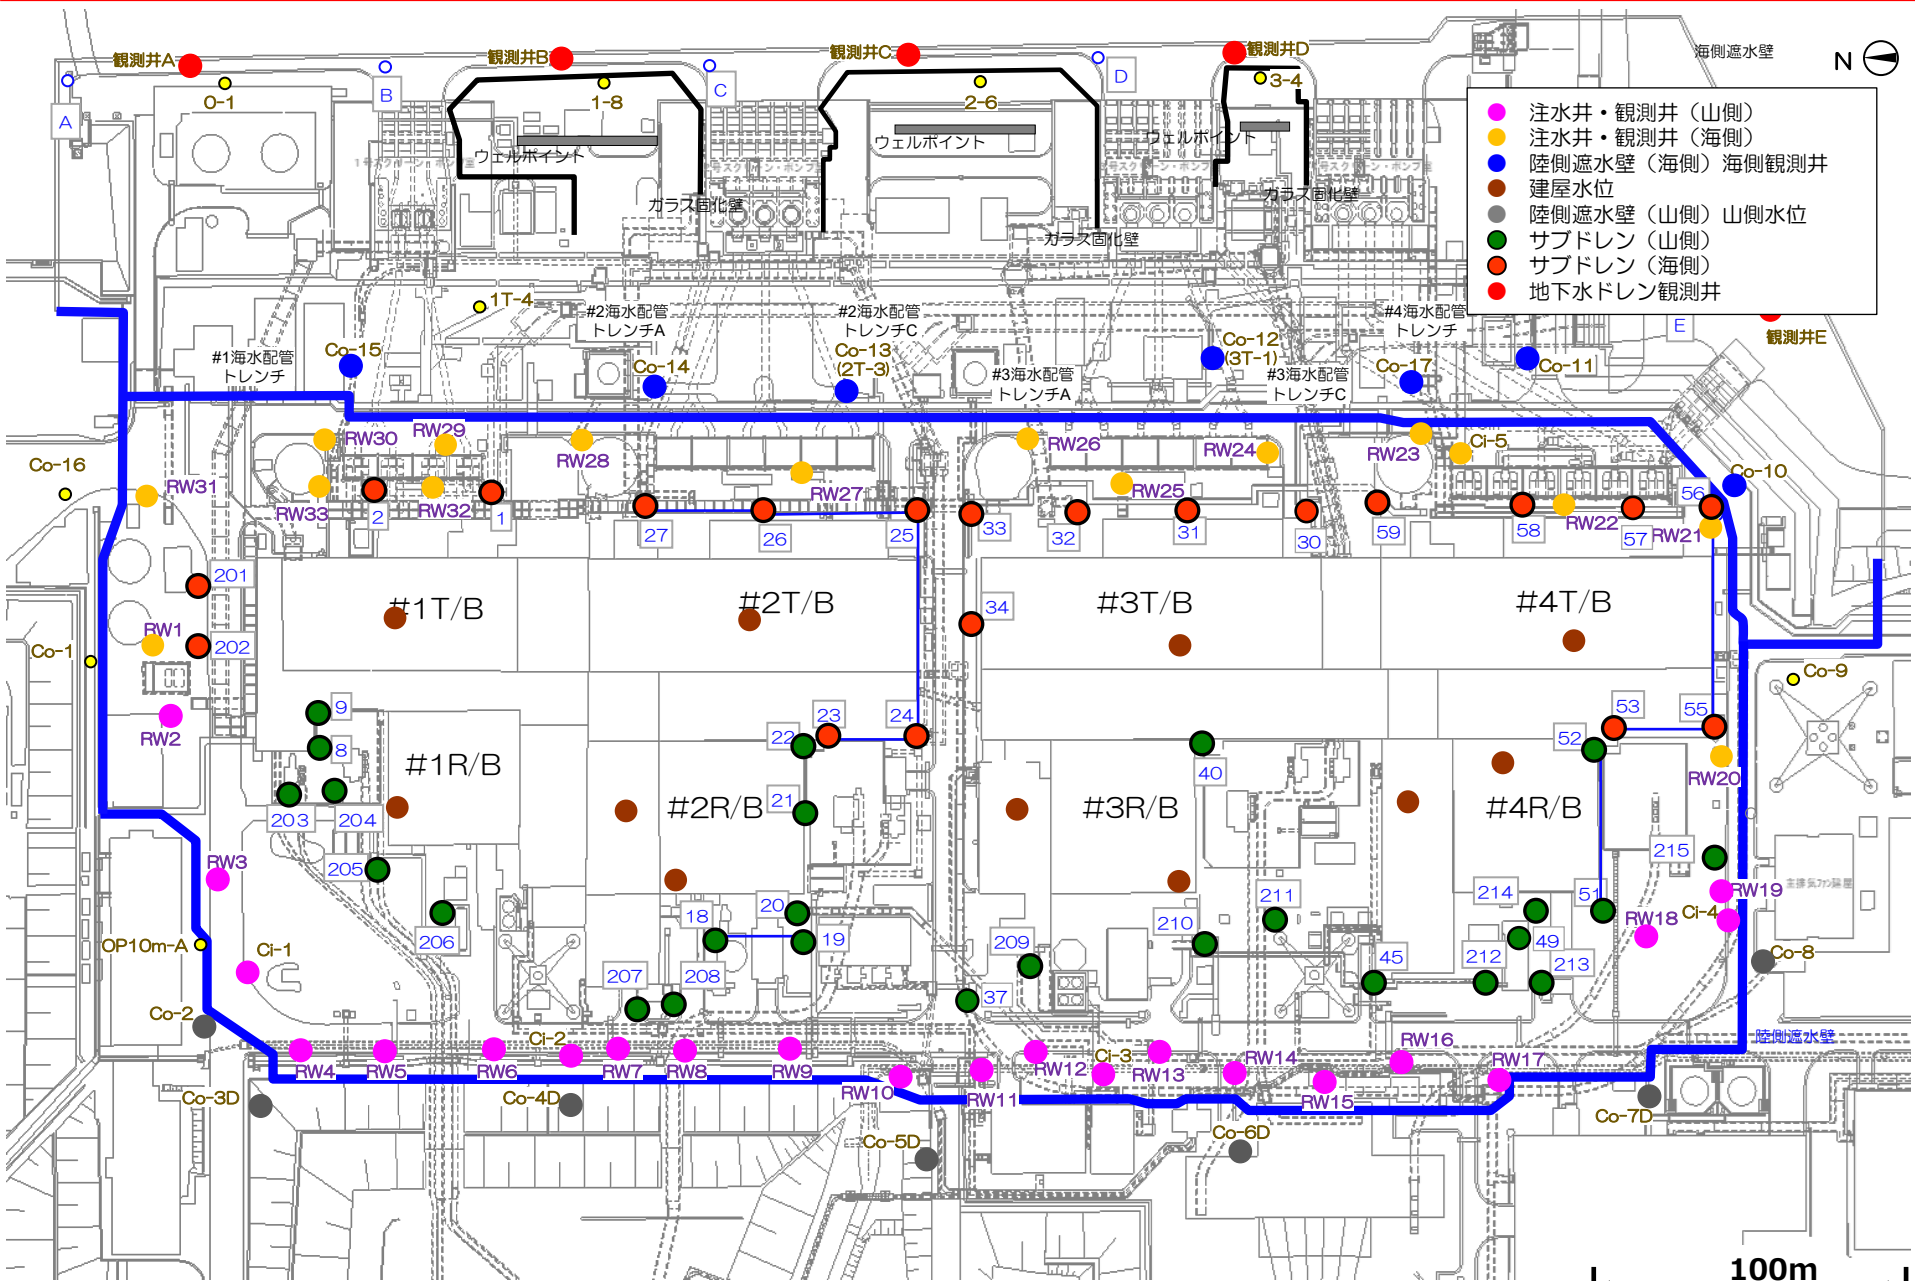 観測井A
観測井B
観測井C
観測井D
海側遮水壁
N
A
0-1
B
1-8
C
2-6
D
3-4
注水井・観測井（山側）
注水井・観測井（海側）
陸側遮水壁（海側）海側観測井
建屋水位
陸側遮水壁（山側）山側水位
サブドレン（山側）
サブドレン（海側）
地下水ドレン観測井
ウェルポイント
ウェルポイント
ウェルポイント
ガラス固化壁
ガラス固化壁
ガラス固化壁
1T-4
#2海水配管
トレンチA
#2海水配管
トレンチC
#4海水配管
トレンチ
E
観測井E
#1海水配管
トレンチ
Co-15
Co-14
Co-13
(2T-3)
#3海水配管
トレンチA
Co-12
(3T-1)
#3海水配管
トレンチC
Co-17
Co-11
Co-16
RW31
RW30
RW29
RW28
RW26
RW24
RW23
Ci-5
Co-10
RW33
2
RW32
1
27
26
RW27
25
33
32
RW25
31
30
59
58
RW22
57
RW21
56
201
#1T/B
#2T/B
34
#3T/B
#4T/B
RW1
202
Co-1
Co-9
RW2
9
8
#1R/B
22
23
24
40
52
53
55
RW20
203
204
#2R/B
21
#3R/B
#4R/B
215
主排気ファン建屋
RW3
205
206
18
20
19
211
210
214
51
RW18
RW19
Ci-4
OP10m-A
Ci-1
207
208
209
37
45
212
49
213
Co-8
Co-2
陸側遮水壁
RW4
RW5
RW6
Ci-2
RW7
RW8
RW9
RW10
RW11
RW12
Ci-3
RW13
RW14
RW15
RW16
RW17
Co-3D
Co-4D
Co-5D
Co-6D
Co-7D
100m